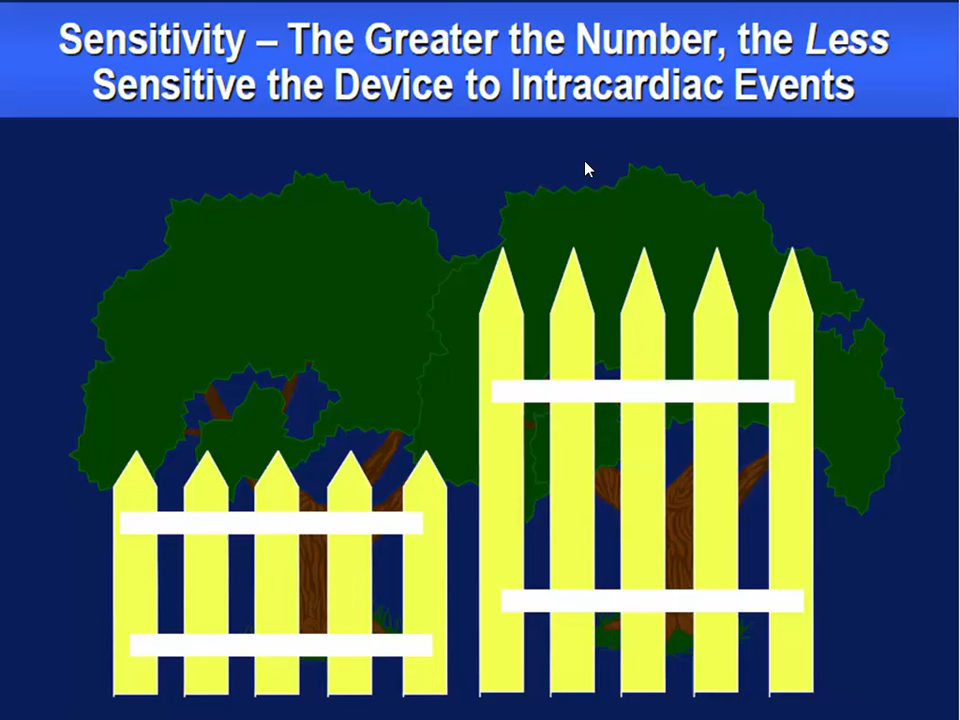 Sensitivity – The Greater the Number, the Less
Sensitive the Device to Intracardiac Events